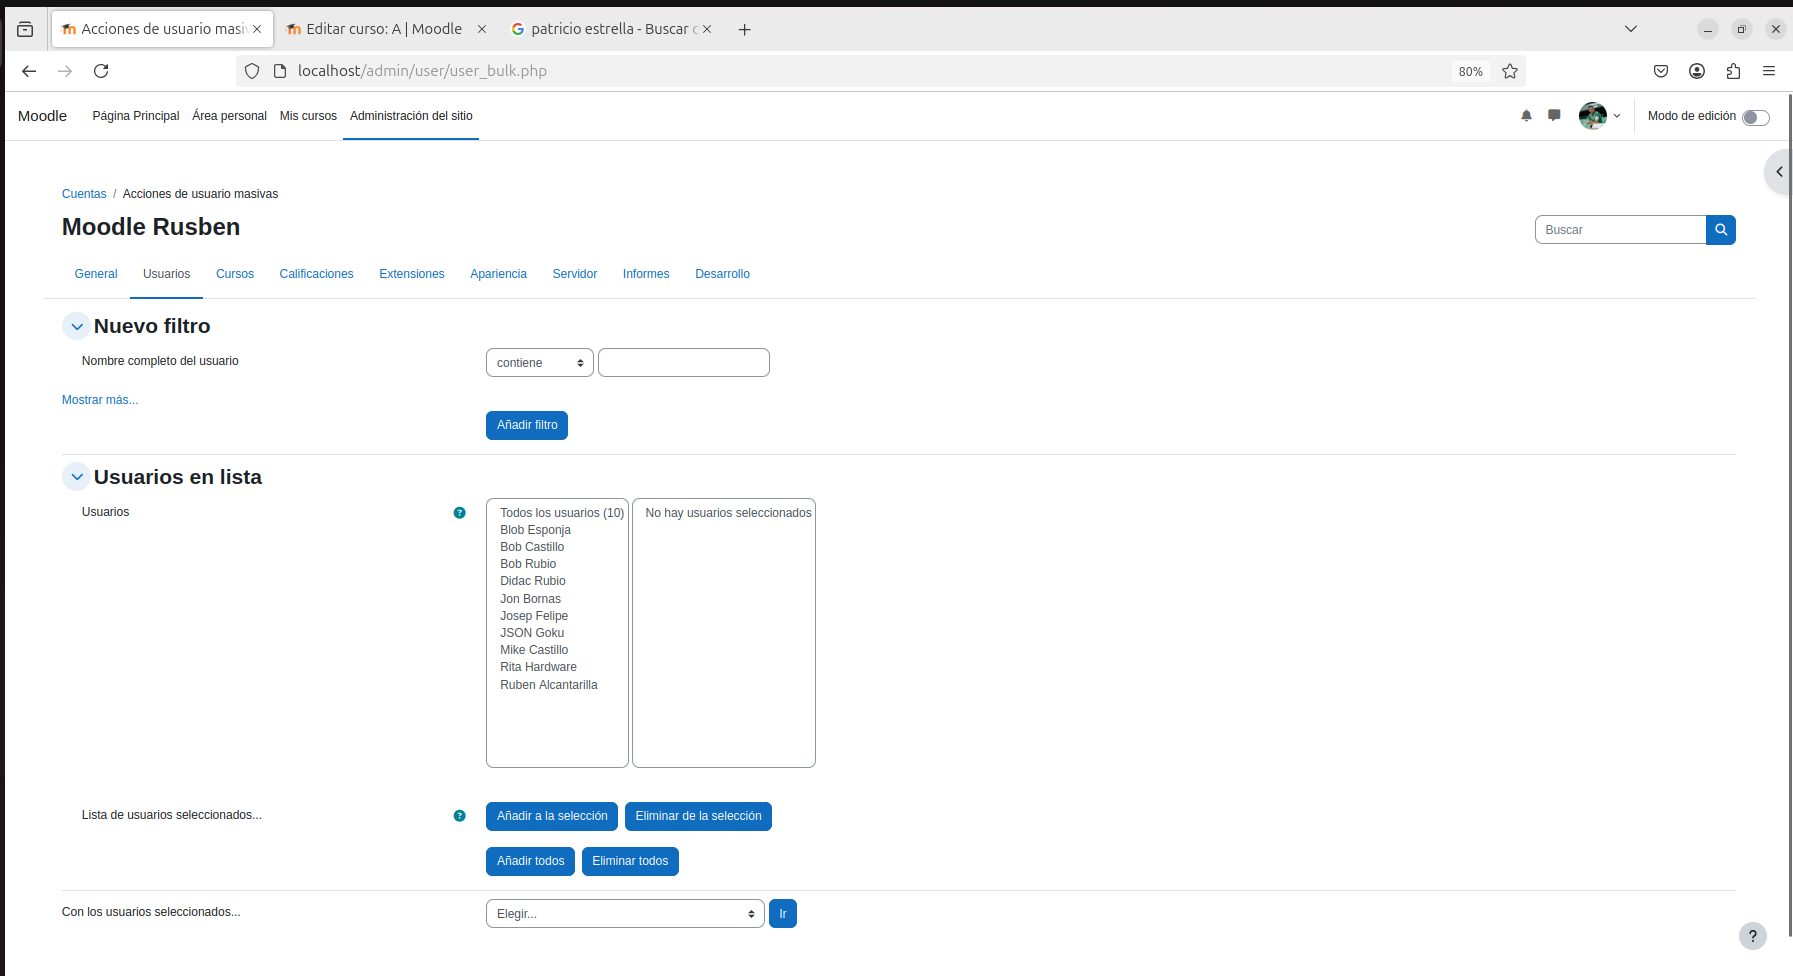 Acciones de usuario masiv
Editar curso: A | Moodle
patricio estrella - Buscar c
localhost/admin/user/user_bulk.php
80%
Moodle
Página Principal
Área personal
Mis cursos
Administración del sitio
Modo de edición
Cuentas / Acciones de usuario masivas
Moodle Rusben
Buscar
General
Usuarios
Cursos
Calificaciones
Extensiones
Apariencia
Servidor
Informes
Desarrollo
Nuevo filtro
Nombre completo del usuario
contiene
Mostrar más...
Añadir filtro
Usuarios en lista
Usuarios
?
Todos los usuarios (10)
Blob Esponja
Bob Castillo
Bob Rubio
Didac Rubio
Jon Bornas
Josep Felipe
JSON Goku
Mike Castillo
Rita Hardware
Ruben Alcantarilla
No hay usuarios seleccionados
Lista de usuarios seleccionados...
?
Añadir a la selección
Eliminar de la selección
Añadir todos
Eliminar todos
Con los usuarios seleccionados...
Elegir...
Ir
?